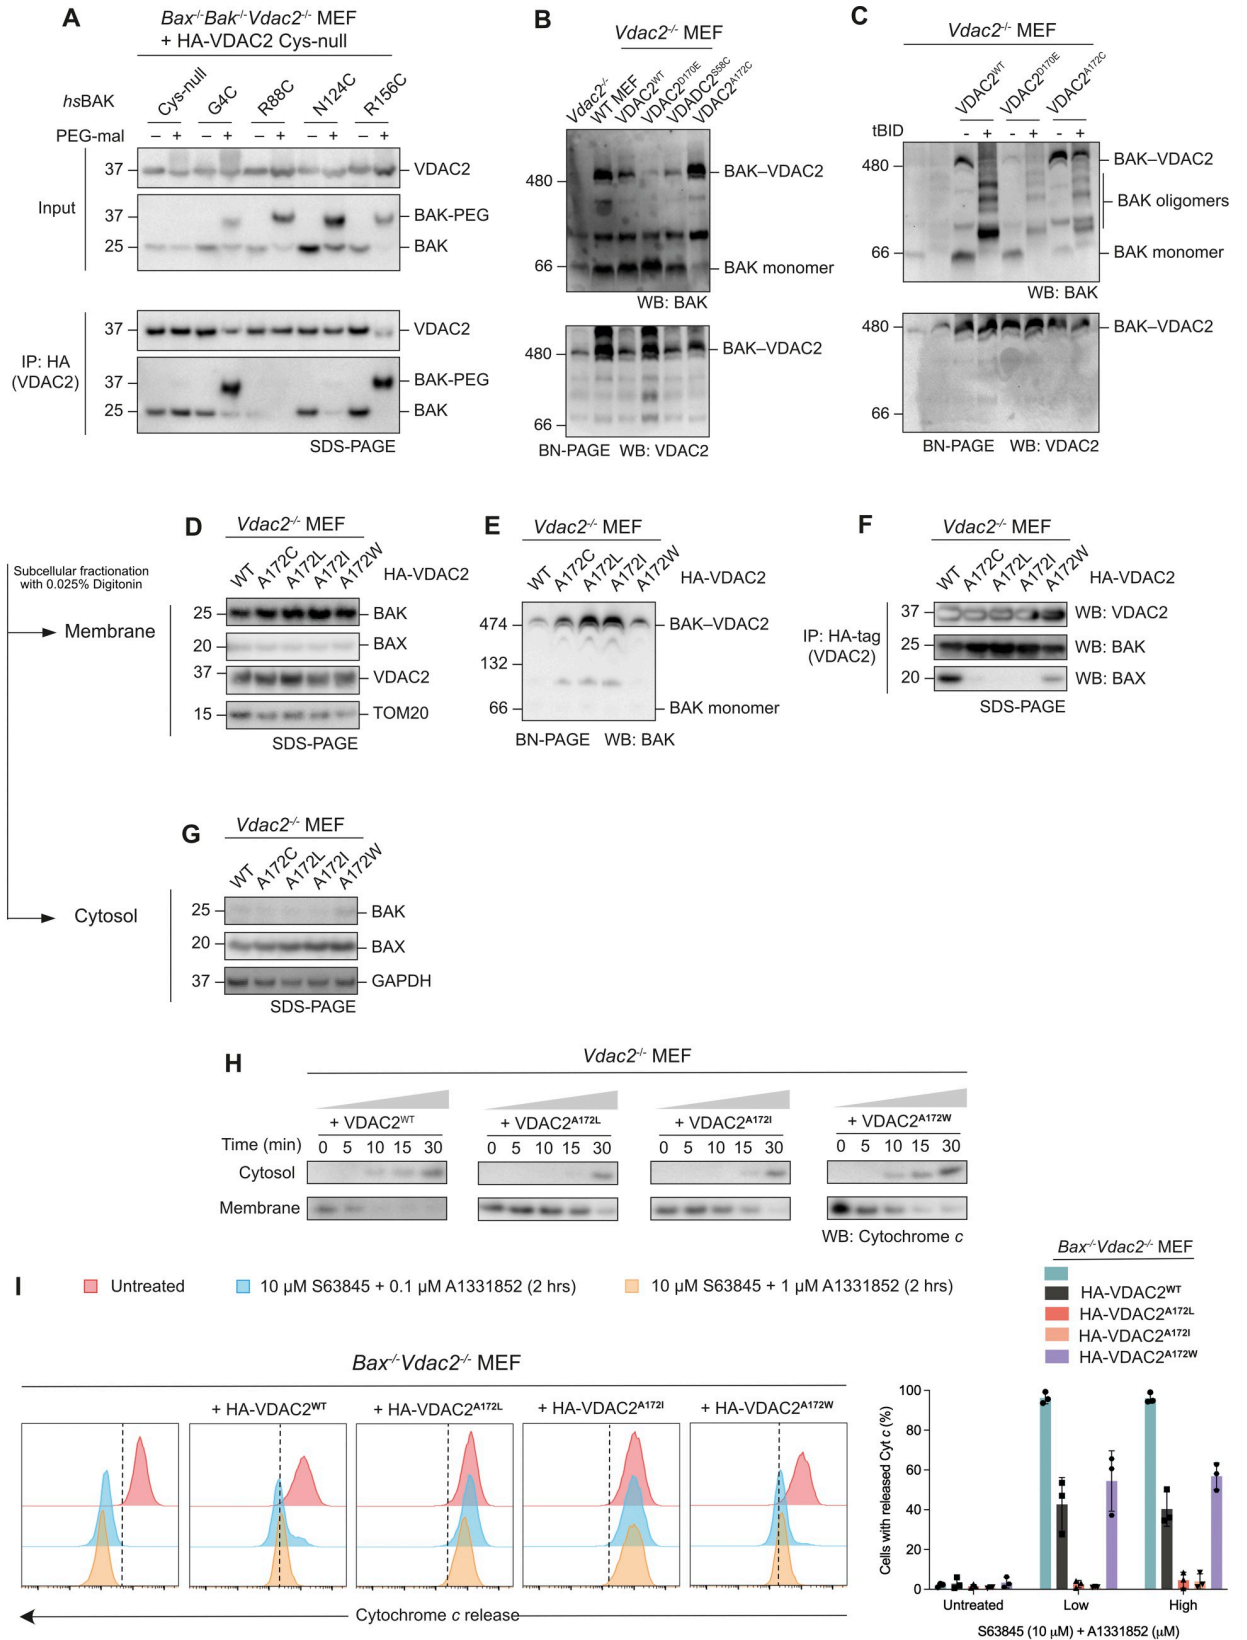 A
Bax-/-Bak-/-Vdac2-/- MEF
+ HA-VDAC2 Cys-null
hsBAK
Cys-null
G4C
R88C
N124C
R156C
PEG-mal
– + – + – + – + – +
Input
37
VDAC2
37
BAK-PEG
25
BAK
IP: HA
(VDAC2)
37
VDAC2
37
BAK-PEG
25
BAK
SDS-PAGE
B
Vdac2-/- MEF
Vdac2-/-
WT MEF
VDAC2WT
VDAC2D170E
VDADC2S58C
VDAC2A172C
480
BAK–VDAC2
66
BAK monomer
WB: BAK
480
BAK–VDAC2
66
BN-PAGE WB: VDAC2
C
Vdac2-/- MEF
VDAC2WT
VDAC2D170E
VDAC2A172C
tBID
- + - + - +
480
BAK–VDAC2
BAK oligomers
66
BAK monomer
WB: BAK
480
BAK–VDAC2
66
BN-PAGE WB: VDAC2
Subcellular fractionation
with 0.025% Digitonin
Membrane
D
Vdac2-/- MEF
WT
A172C
A172L
A172I
A172W
HA-VDAC2
25
BAK
20
BAX
37
VDAC2
15
TOM20
SDS-PAGE
E
Vdac2-/- MEF
WT
A172C
A172L
A172I
A172W
HA-VDAC2
474
BAK–VDAC2
132
66
BAK monomer
BN-PAGE WB: BAK
F
Vdac2-/- MEF
WT
A172C
A172L
A172I
A172W
HA-VDAC2
IP: HA-tag
(VDAC2)
37
WB: VDAC2
25
WB: BAK
20
WB: BAX
SDS-PAGE
Cytosol
G
Vdac2-/- MEF
WT
A172C
A172L
A172I
A172W
25
BAK
20
BAX
37
GAPDH
SDS-PAGE
H
Vdac2-/- MEF
+ VDAC2WT
+ VDAC2A172L
+ VDAC2A172I
+ VDAC2A172W
Time (min) 0 5 10 15 30 0 5 10 15 30 0 5 10 15 30 0 5 10 15 30
Cytosol
Membrane
WB: Cytochrome c
I
Untreated
10 µM S63845 + 0.1 µM A1331852 (2 hrs)
10 µM S63845 + 1 µM A1331852 (2 hrs)
Bax-/-Vdac2-/- MEF
+ HA-VDAC2WT
+ HA-VDAC2A172L
+ HA-VDAC2A172I
+ HA-VDAC2A172W
Cytochrome c release
Bax-/-Vdac2-/- MEF
HA-VDAC2WT
HA-VDAC2A172L
HA-VDAC2A172I
HA-VDAC2A172W
Cells with released Cyt c (%)
100
80
60
40
20
0
Untreated
Low
High
S63845 (10 µM) + A1331852 (µM)